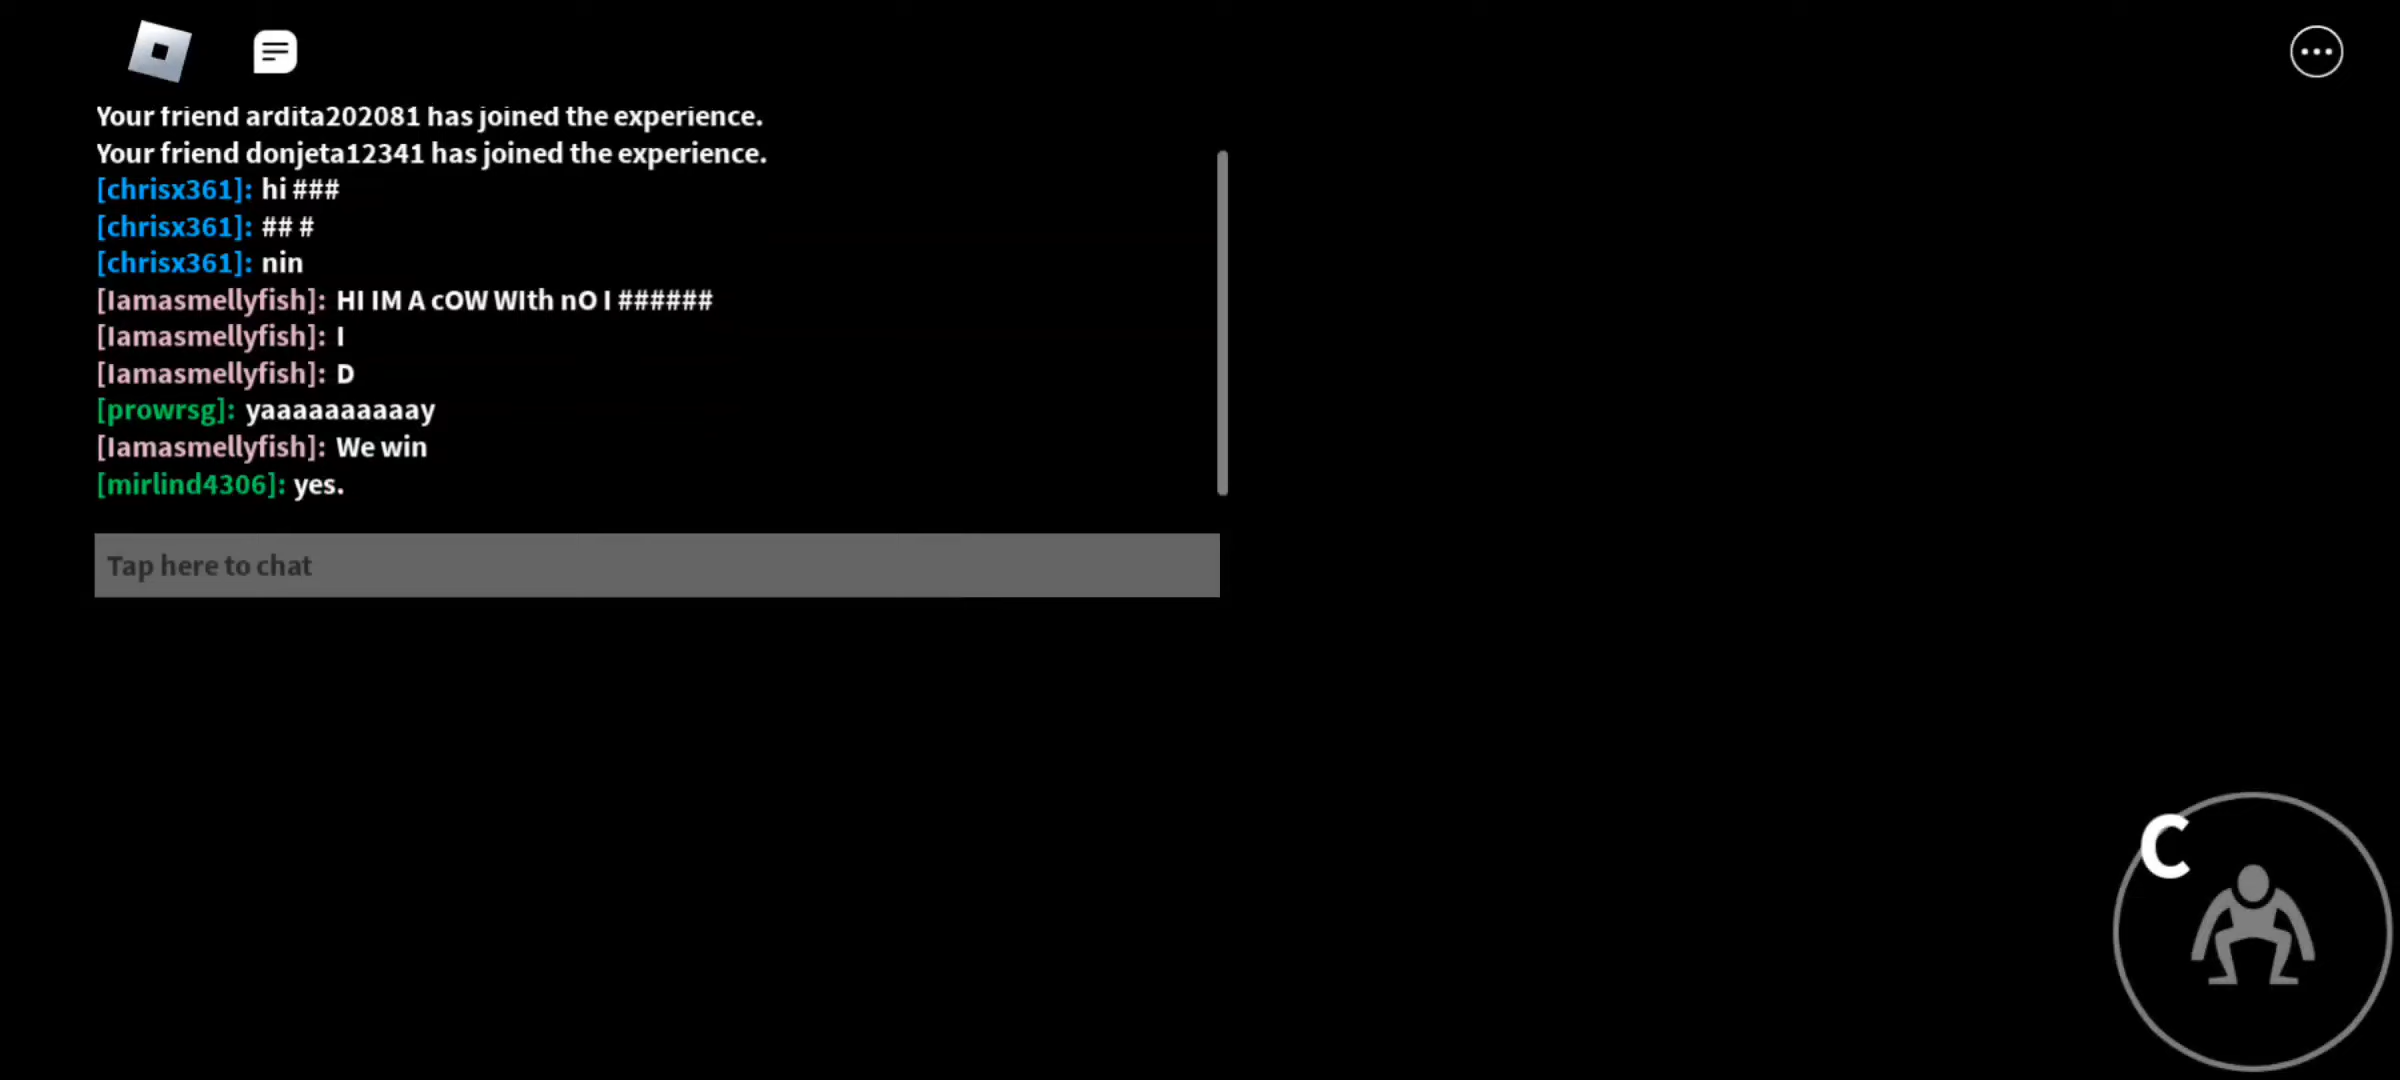 Your friend ardita202081 has joined the experience.
Your friend donjeta12341 has joined the experience.
[chrisx361]: hi ###
[chrisx361]: ## #
[chrisx361]: nin
[Iamasmellyfish]: HI IM A cOW WIth nO I ######
[Iamasmellyfish]: I
[Iamasmellyfish]: D
[prowrsg]: yaaaaaaaaaay
[Iamasmellyfish]: We win
[mirlind4306]: yes.
Tap here to chat
C